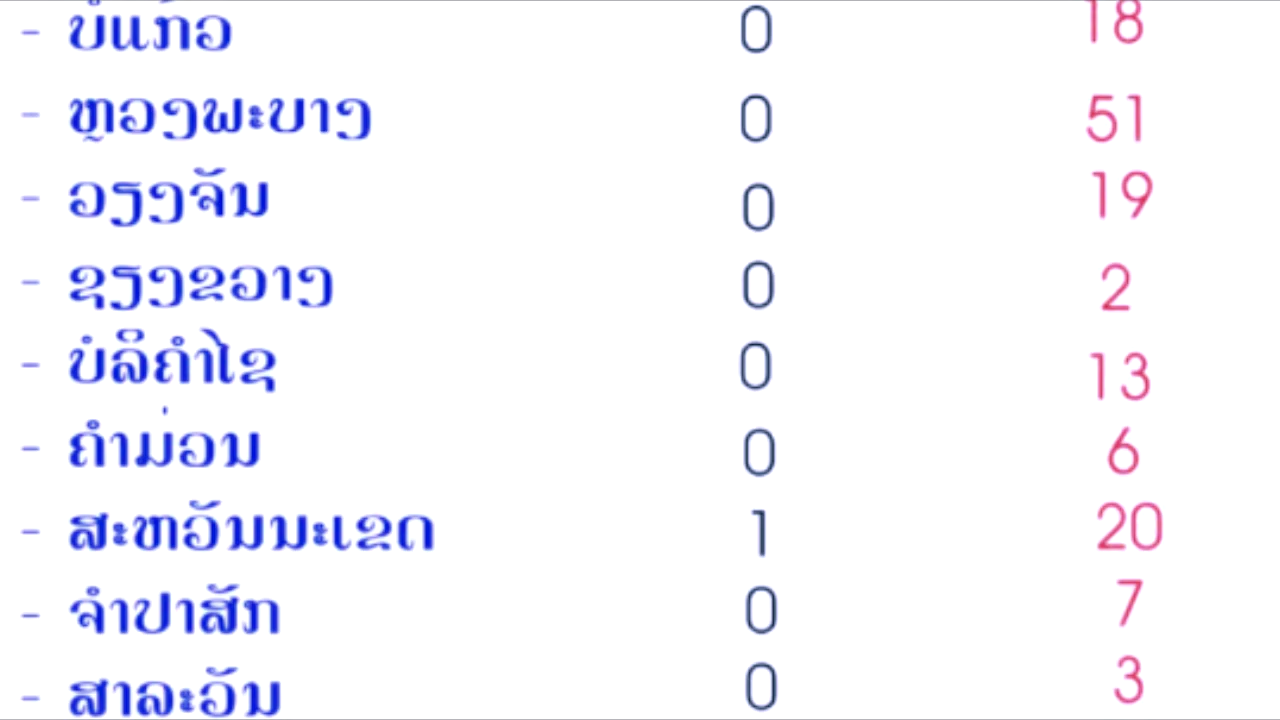 - ບໍ່ແກ້ວ 0 18
- ຫຼວງພະບາງ 0 51
- ວຽງຈັນ 0 19
- ຊຽງຂວາງ 0 2
- ບໍລິຄຳໄຊ 0 13
- ຄຳມ່ວນ 0 6
- ສະຫວັນນະເຂດ 1 20
- ຈຳປາສັກ 0 7
- ສາລະວັນ 0 3